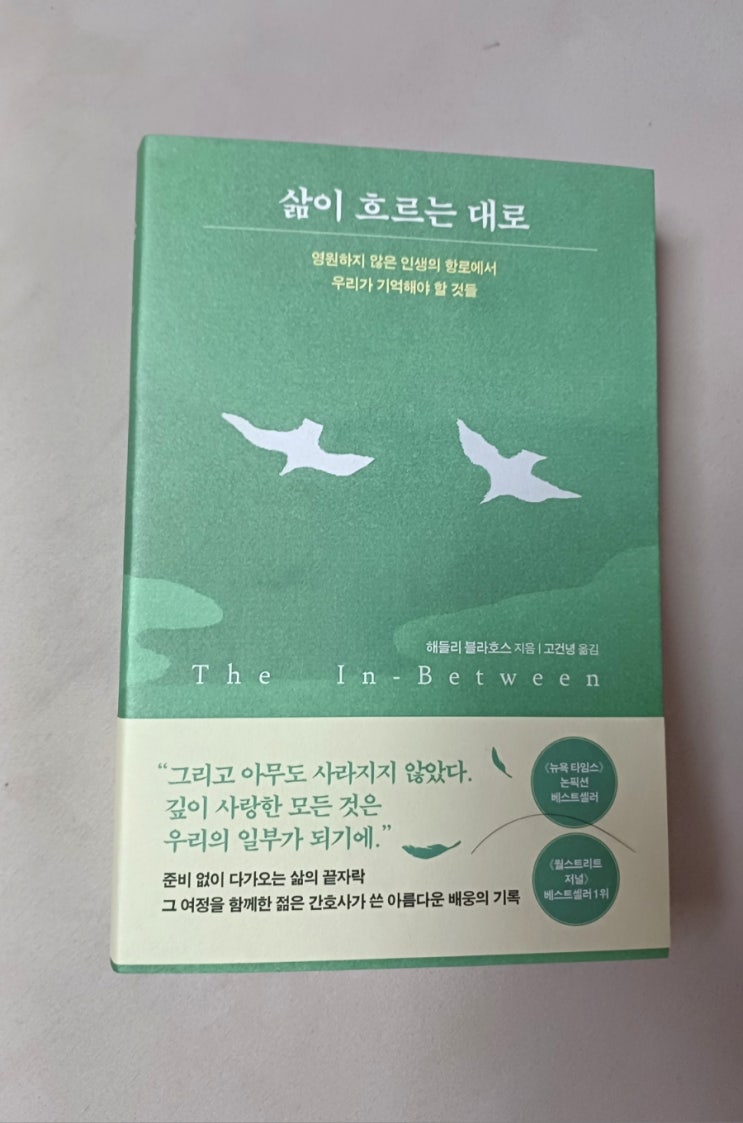 삶이 흐르는 대로
영원하지 않은 인생의 항로에서
우리가 기억해야 할 것들
해들리 블라호스 지음 | 고건녕 옮김
The In-Between
“그리고 아무도 사라지지 않았다.
깊이 사랑한 모든 것은
우리의 일부가 되기에.”
준비 없이 다가오는 삶의 끝자락
그 여정을 함께한 젊은 간호사가 쓴 아름다운 배웅의 기록
《뉴욕 타임스》
논픽션
베스트셀러
《월스트리트
저널》
베스트셀러 1위